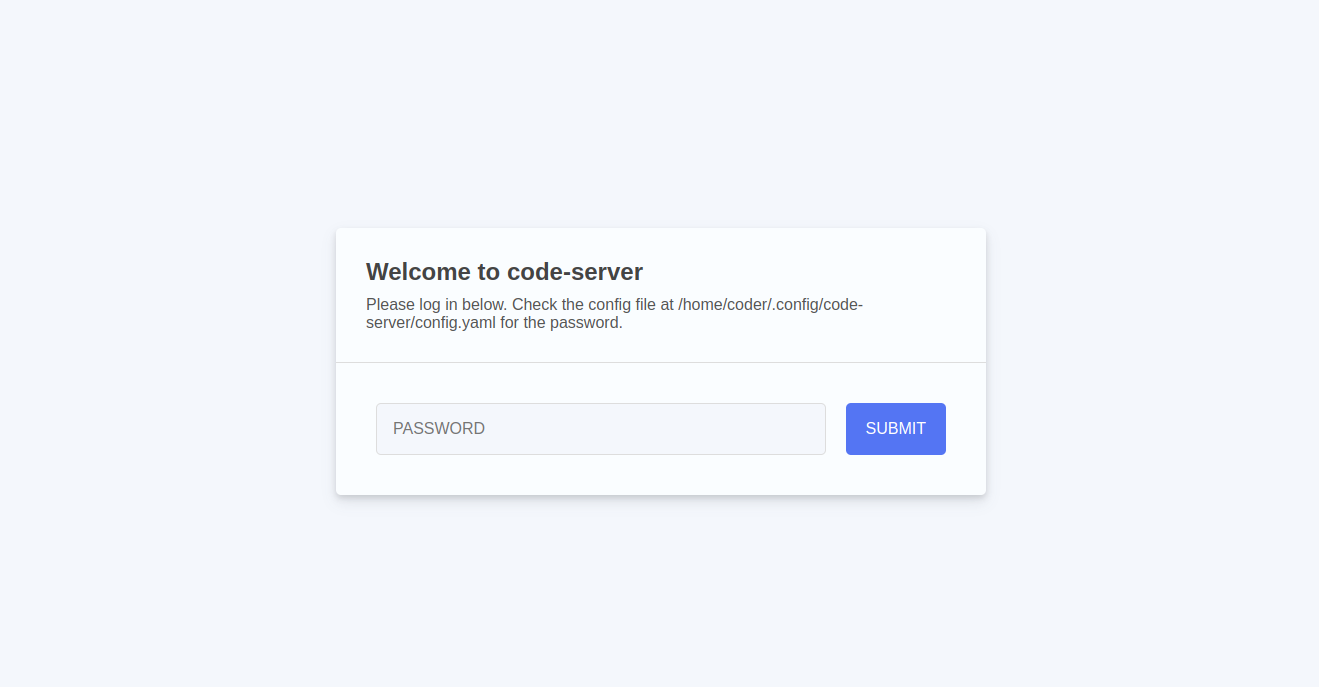 Welcome to code-server
Please log in below. Check the config file at /home/coder/.config/code-
server/config.yaml for the password.
PASSWORD
SUBMIT